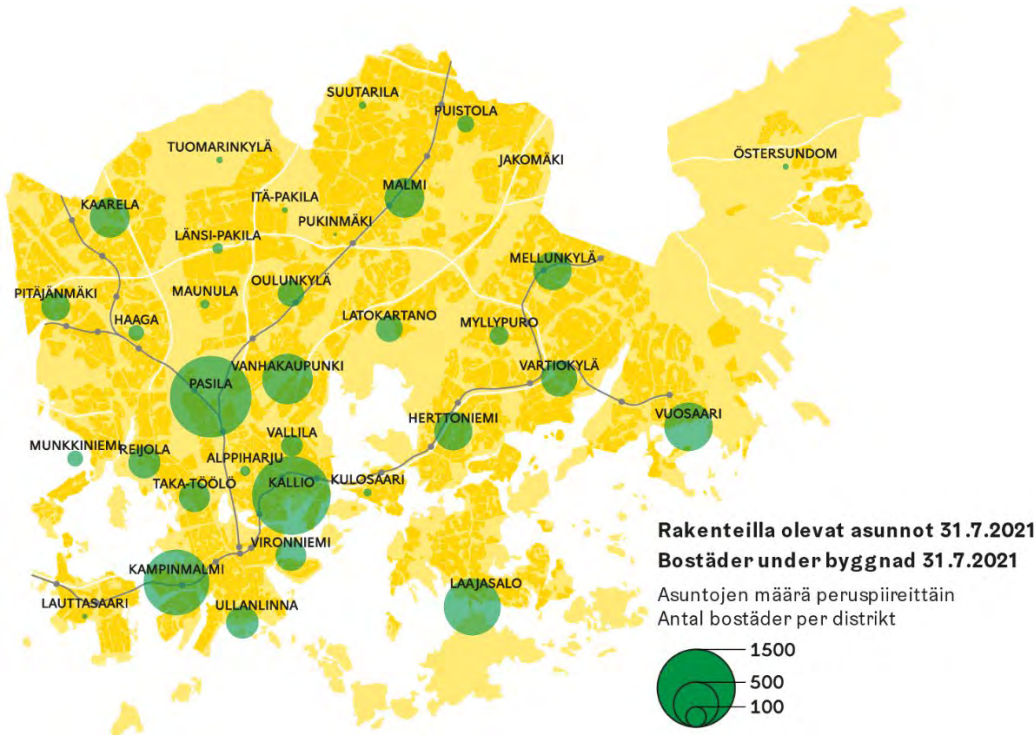 SUUTARILA
PUISTOLA
TUOMARINKYLÄ
JAKOMÄKI
ÖSTERSUNDOM
MALMI
ITÄ-PAKILA
KAARELA
PUKINMÄKI
LÄNSI-PAKILA
MELLUNKYLÄ
OULUNKYLÄ
PITÄJÄNMÄKI
MAUNULA
LATOKARTANO
HAAGA
MYLLYPURO
VANHAKAUPUNKI
VARTIOKYLÄ
PASILA
VUOSAARI
HERTTONIEMI
VALLILA
MUNKKINIEMI
REIJOLA
ALPPIHARJU
KULOSAARI
TAKA-TÖÖLÖ
KALLIO
VIRONNIEMI
KAMPINMALMI
LAAJASALO
LAUTTASAARI
ULLANLINNA
Rakenteilla olevat asunnot 31.7.2021
Bostäder under byggnad 31.7.2021
Asuntojen määrä peruspiireittäin
Antal bostäder per distrikt
1500
500
100